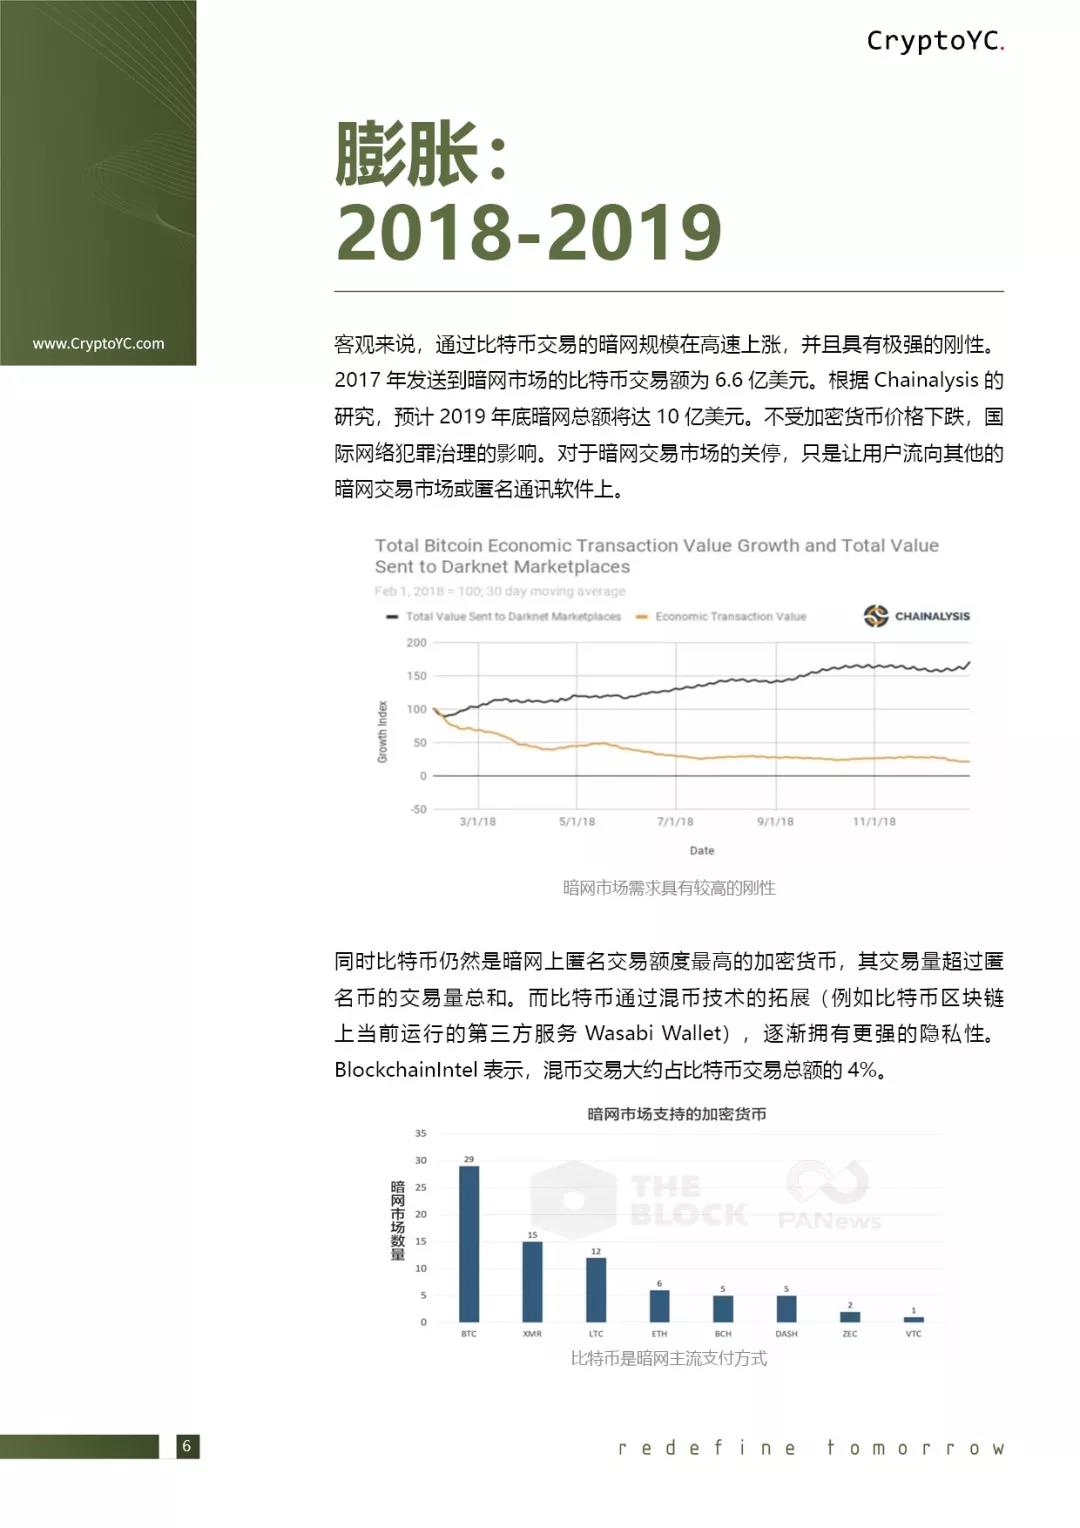 CryptoYC.
膨胀：
2018-2019
www.CryptoYC.com
客观来说，通过比特币交易的暗网规模在高速上涨，并且具有极强的刚性。
2017 年发送到暗网市场的比特币交易额为 6.6 亿美元。根据 Chainalysis 的
研究，预计 2019 年底暗网总额将达 10 亿美元。不受加密货币价格下跌，国
际网络犯罪治理的影响。对于暗网交易市场的关停，只是让用户流向其他的
暗网交易市场或匿名通讯软件上。
Total Bitcoin Economic Transaction Value Growth and Total Value
Sent to Darknet Marketplaces
Feb 1, 2018 = 100; 30 day moving average
Total Value Sent to Darknet Marketplaces Economic Transaction Value CHAINALYSIS
200
150
100
50
0
-50
Growth Index
3/1/18 5/1/18 7/1/18 9/1/18 11/1/18
Date
暗网市场需求具有较高的刚性
同时比特币仍然是暗网上匿名交易额度最高的加密货币，其交易量超过匿
名币的交易量总和。而比特币通过混币技术的拓展（例如比特币区块链
上当前运行的第三方服务 Wasabi Wallet），逐渐拥有更强的隐私性。
BlockchainIntel 表示，混币交易大约占比特币交易总额的 4%。
暗网市场支持的加密货币
35
30
25
20
15
10
5
0
暗网市场数量
29
15
12
6
5
5
2
1
THE
BLOCK
PANews
BTC XMR LTC ETH BCH DASH ZEC VTC
比特币是暗网主流支付方式
6
redefine tomorrow